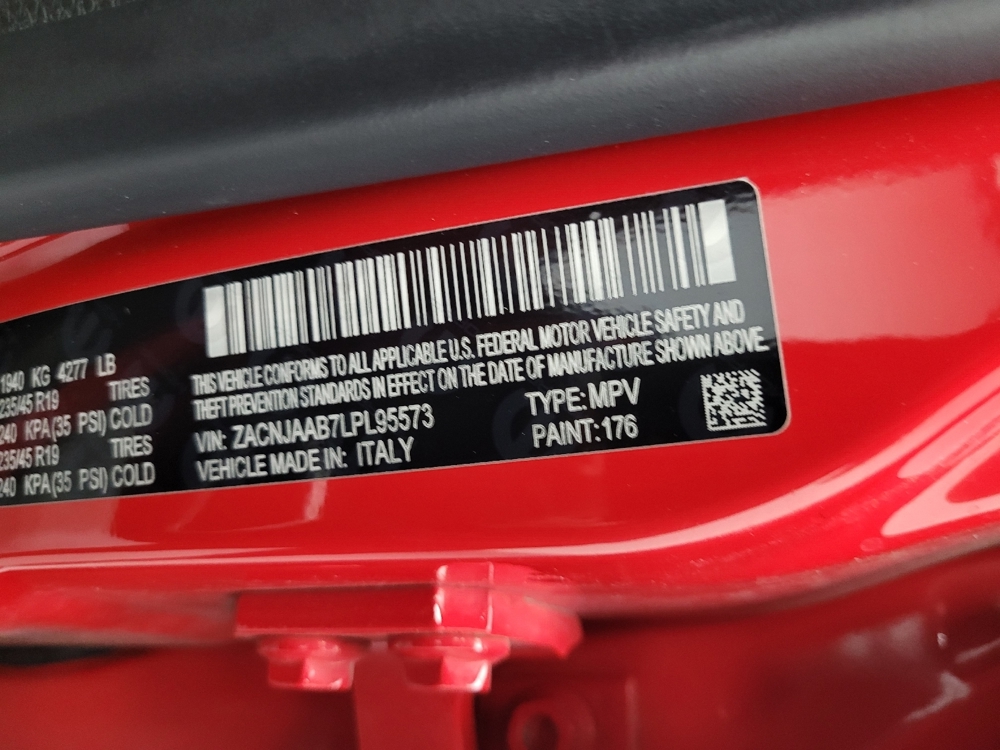 1940 KG 4277 LB
TIRES
235/45 R19
240 KPA(35 PSI) COLD
TIRES
235/45 R19
240 KPA(35 PSI) COLD
THIS VEHICLE CONFORMS TO ALL APPLICABLE U.S. FEDERAL MOTOR VEHICLE SAFETY AND
THEFT PREVENTION STANDARDS IN EFFECT ON THE DATE OF MANUFACTURE SHOWN ABOVE.
VIN: ZACNJAAB7LPL95573
TYPE: MPV
VEHICLE MADE IN: ITALY
PAINT: 176